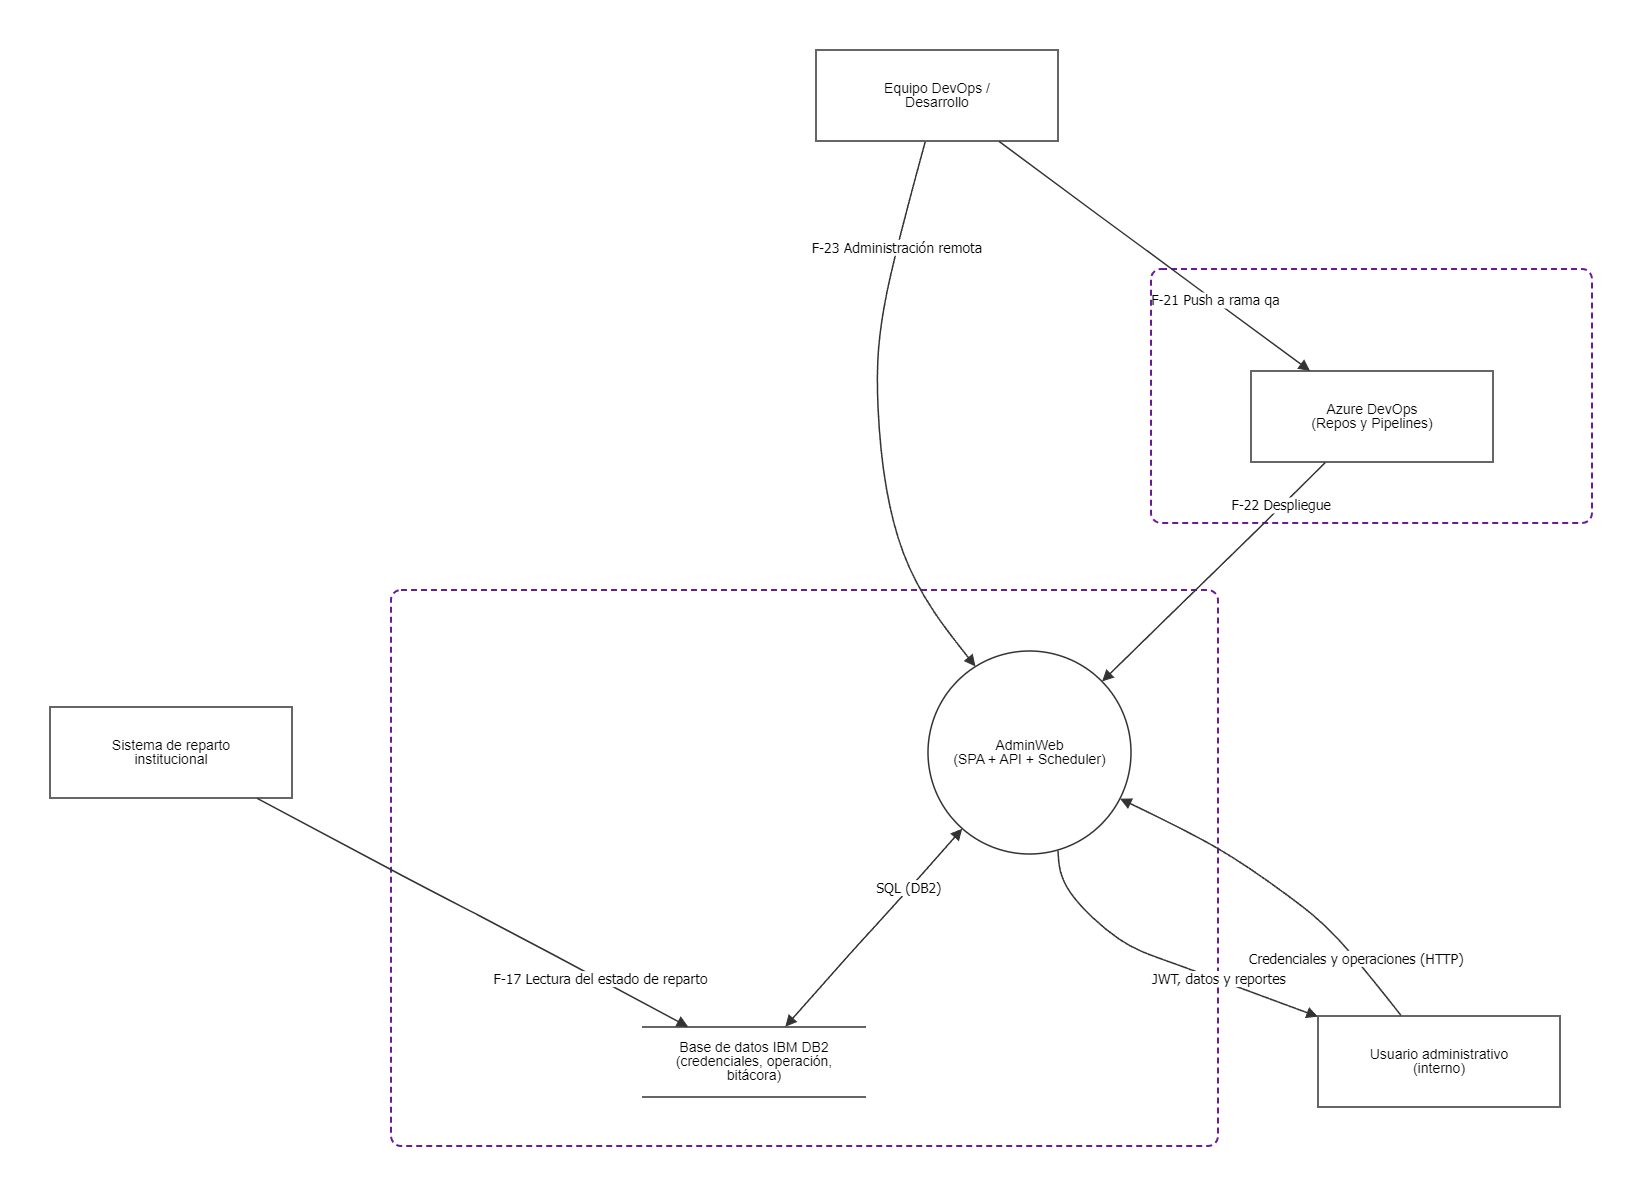 Equipo DevOps /
Desarrollo
F-23 Administración remota
F-21 Push a rama qa
Azure DevOps
(Repos y Pipelines)
F-22 Despliegue
Sistema de reparto
institucional
AdminWeb
(SPA + API + Scheduler)
SQL (DB2)
Credenciales y operaciones (HTTP)
F-17 Lectura del estado de reparto
JWT, datos y reportes
Base de datos IBM DB2
(credenciales, operación,
bitácora)
Usuario administrativo
(interno)